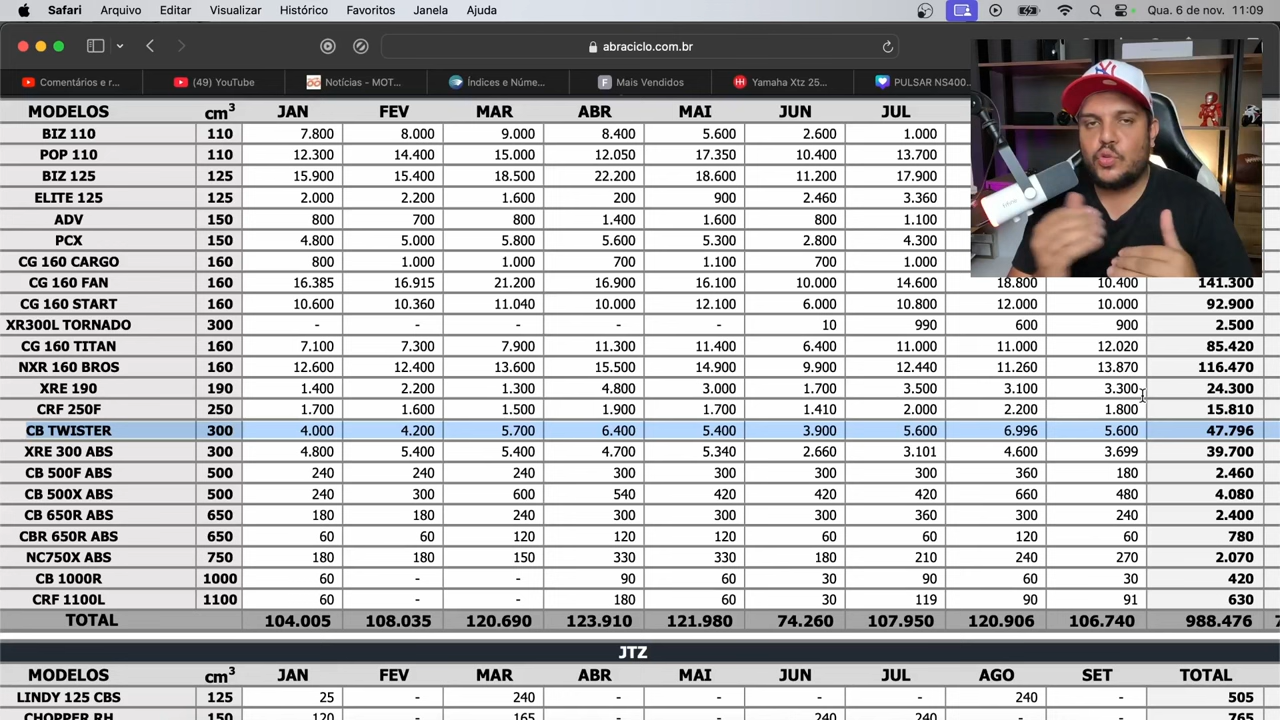 Safari Arquivo Editar Visualizar Histórico Favoritos Janela Ajuda Qua. 6 de nov. 11:09
abraciclo.com.br
Comentários e r... (49) YouTube Notícias - MOT... Índices e Núme... F Mais Vendidos Yamaha Xtz 25... PULSAR NS400...
MODELOS cm³ JAN FEV MAR ABR MAI JUN JUL
BIZ 110 110 7.800 8.000 9.000 8.400 5.600 2.600 1.000
POP 110 110 12.300 14.400 15.000 12.050 17.350 10.400 13.700
BIZ 125 125 15.900 15.400 18.500 22.200 18.600 11.200 17.900
ELITE 125 125 2.000 2.200 1.600 200 900 2.460 3.360
ADV 150 800 700 800 1.400 1.600 800 1.100
PCX 150 4.800 5.000 5.800 5.600 5.300 2.800 4.300
CG 160 CARGO 160 800 1.000 1.000 700 1.100 700 1.000
CG 160 FAN 160 16.385 16.915 21.200 16.900 16.100 10.000 14.600 18.800 10.400 141.300
CG 160 START 160 10.600 10.360 11.040 10.000 12.100 6.000 10.800 12.000 10.000 92.900
XR300L TORNADO 300 - - - - - 10 990 600 900 2.500
CG 160 TITAN 160 7.100 7.300 7.900 11.300 11.400 6.400 11.000 11.000 12.020 85.420
NXR 160 BROS 160 12.600 12.400 13.600 15.500 14.900 9.900 12.440 11.260 13.870 116.470
XRE 190 190 1.400 2.200 1.300 4.800 3.000 1.700 3.500 3.100 3.300 24.300
CRF 250F 250 1.700 1.600 1.500 1.900 1.700 1.410 2.000 2.200 1.800 15.810
CB TWISTER 300 4.000 4.200 5.700 6.400 5.400 3.900 5.600 6.996 5.600 47.796
XRE 300 ABS 300 4.800 5.400 5.400 4.700 5.340 2.660 3.101 4.600 3.699 39.700
CB 500F ABS 500 240 240 240 300 300 300 300 360 180 2.460
CB 500X ABS 500 240 300 600 540 420 420 420 660 480 4.080
CB 650R ABS 650 180 180 240 300 300 300 360 300 240 2.400
CBR 650R ABS 650 60 60 120 120 120 60 60 120 60 780
NC750X ABS 750 180 180 150 330 330 180 210 240 270 2.070
CB 1000R 1000 60 - - 90 60 30 90 60 30 420
CRF 1100L 1100 60 - - 180 60 30 119 90 91 630
TOTAL 104.005 108.035 120.690 123.910 121.980 74.260 107.950 120.906 106.740 988.476
JTZ
MODELOS cm³ JAN FEV MAR ABR MAI JUN JUL AGO SET TOTAL
LINDY 125 CBS 125 25 - 240 - - - - 240 - 505
CHOPPER RH 150 120 165 - - 240 240 - - 765